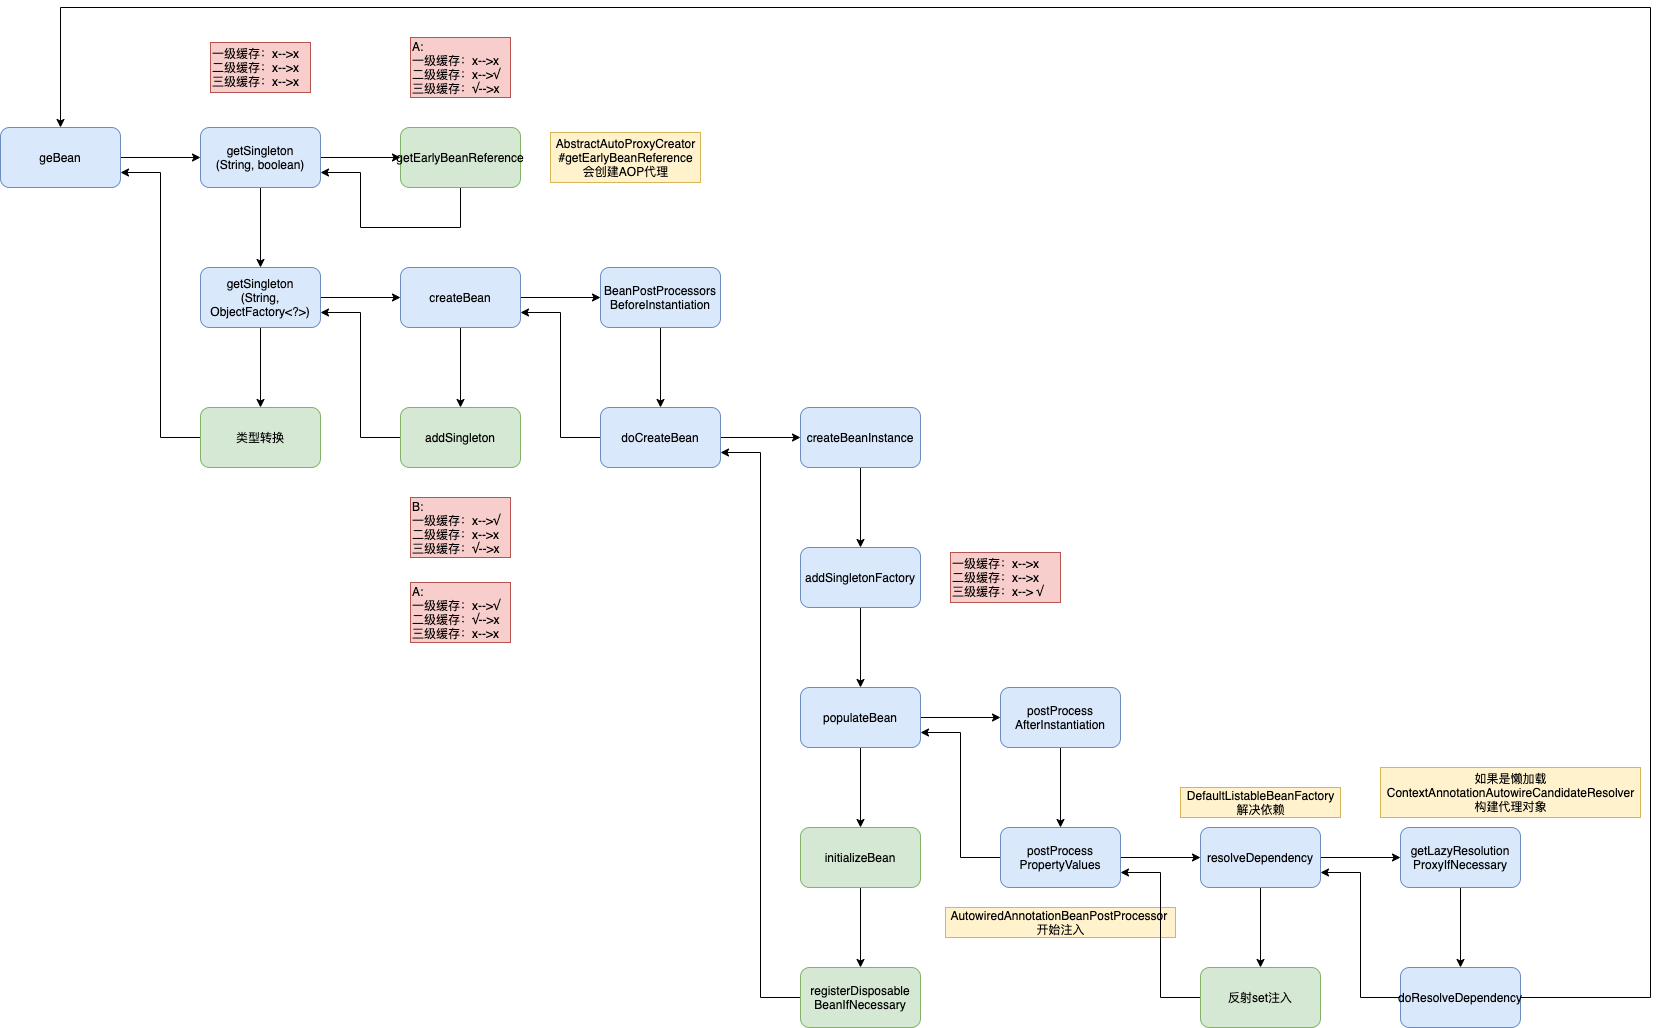 一级缓存：x-->x
二级缓存：x-->x
三级缓存：x-->x
A:
一级缓存：x-->x
二级缓存：x-->√
三级缓存：√-->x
geBean
getSingleton
(String, boolean)
getEarlyBeanReference
AbstractAutoProxyCreator
#getEarlyBeanReference
会创建AOP代理
getSingleton
(String,
ObjectFactory<?>)
createBean
BeanPostProcessors
BeforeInstantiation
类型转换
addSingleton
doCreateBean
createBeanInstance
B:
一级缓存：x-->√
二级缓存：x-->x
三级缓存：√-->x
A:
一级缓存：x-->√
二级缓存：√-->x
三级缓存：x-->x
addSingletonFactory
一级缓存：x-->x
二级缓存：x-->x
三级缓存：x--> √
populateBean
postProcess
AfterInstantiation
DefaultListableBeanFactory
解决依赖
如果是懒加载
ContextAnnotationAutowireCandidateResolver
构建代理对象
initializeBean
postProcess
PropertyValues
resolveDependency
getLazyResolution
ProxyIfNecessary
AutowiredAnnotationBeanPostProcessor
开始注入
registerDisposable
BeanIfNecessary
反射set注入
doResolveDependency